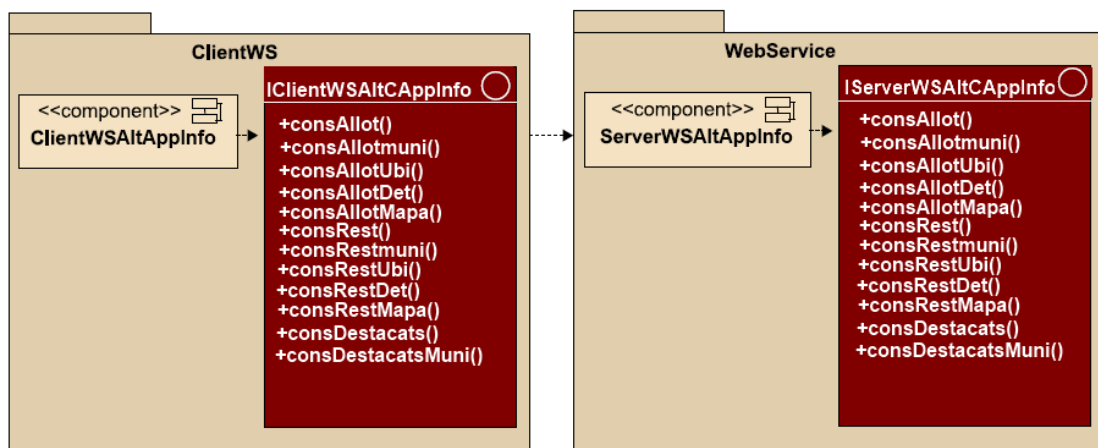 ClientWS
<<component>>
ClientWSAltAppInfo
IClientWSAltCAppInfo
+consAllot()
+consAllotmuni()
+consAllotUbi()
+consAllotDet()
+consAllotMapa()
+consRest()
+consRestmuni()
+consRestUbi()
+consRestDet()
+consRestMapa()
+consDestacats()
+consDestacatsMuni()
WebService
<<component>>
ServerWSAltAppInfo
IServerWSAltCAppInfo
+consAllot()
+consAllotmuni()
+consAllotUbi()
+consAllotDet()
+consAllotMapa()
+consRest()
+consRestmuni()
+consRestUbi()
+consRestDet()
+consRestMapa()
+consDestacats()
+consDestacatsMuni()